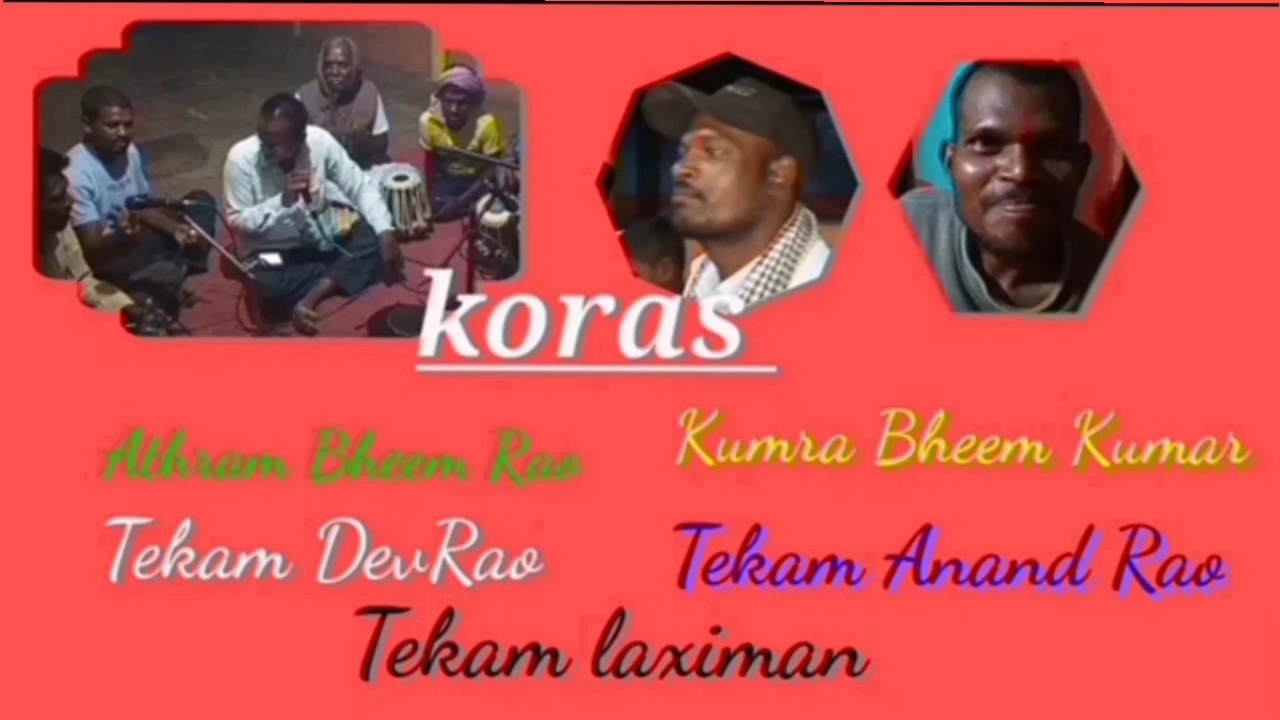 koras
Athram Bheem Rao
Kumra Bheem Kumar
Tekam DevRao
Tekam Anand Rao
Tekam laximan